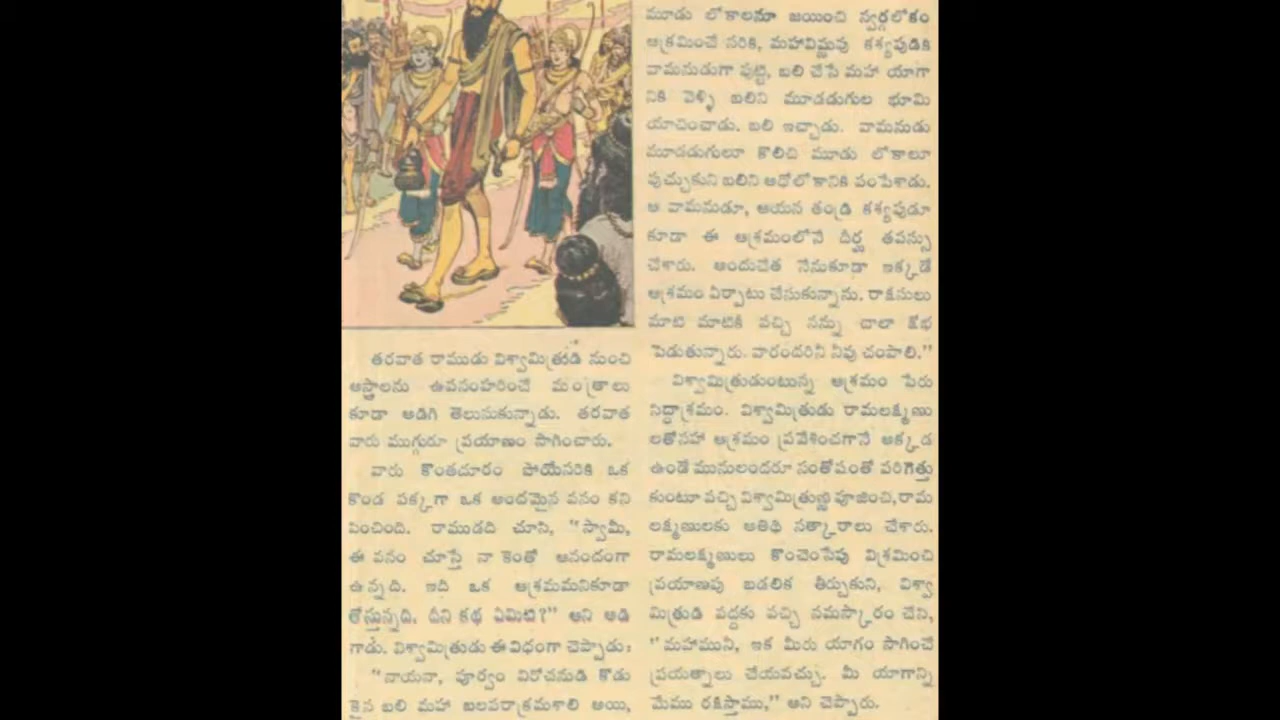 తరవాత రాముడు విశ్వామిత్రుడి నుంచి
అస్త్రాలను ఉపసంహరించే మంత్రాలు
కూడా అడిగి తెలుసుకున్నాడు. తరవాత
వారు ముగ్గురూ ప్రయాణం సాగించారు.
వారు కొంతదూరం పోయేసరికి ఒక
కొండ పక్కగా ఒక అందమైన వనం కని
పించింది. రాముడది చూసి, "స్వామీ,
ఈ వనం చూస్తే నా కెంతో ఆనందంగా
ఉన్నది. ఇది ఒక ఆశ్రమమనికూడా
తోస్తున్నది. దీని కథ ఏమిటి?" అని అడి
గాడు. విశ్వామిత్రుడు ఈవిధంగా చెప్పాడు:
"నాయనా, పూర్వం విరోచనుడి కొడు
కైన బలి మహా బలపరాక్రమశాలి అయి,
మూడు లోకాలనూ జయించి స్వర్గలోకం
ఆక్రమించే సరికి, మహావిష్ణువు కశ్యపుడికి
వామనుడుగా పుట్టి, బలి చేసే మహా యాగా
నికి వెళ్ళి బలిని మూడడుగుల భూమి
యాచించాడు. బలి ఇచ్చాడు. వామనుడు
మూడడుగులూ కొలిచి మూడు లోకాలూ
పుచ్చుకుని బలిని అధోలోకానికి పంపేశాడు.
ఆ వామనుడూ, ఆయన తండ్రి కశ్యపుడూ
కూడా ఈ ఆశ్రమంలోనే దీర్ఘ తపస్సు
చేశారు. అందుచేత నేనుకూడా ఇక్కడే
ఆశ్రమం ఏర్పాటు చేసుకున్నాను. రాక్షసులు
మాటి మాటికీ వచ్చి నన్ను చాలా క్షోభ
పెడుతున్నారు. వారందరినీ నీవు చంపాలి."
విశ్వామిత్రుడుంటున్న ఆశ్రమం పేరు
సిద్ధాశ్రమం. విశ్వామిత్రుడు రామలక్ష్మణు
లతోసహా ఆశ్రమం ప్రవేశించగానే అక్కడ
ఉండే మునులందరూ సంతోషంతో పరిగెత్తు
కుంటూ వచ్చి విశ్వామిత్రుణ్ణి పూజించి, రామ
లక్ష్మణులకు అతిథి సత్కారాలు చేశారు.
రామలక్ష్మణులు కొంచెంసేపు విశ్రమించి
ప్రయాణపు బడలిక తీర్చుకుని, విశ్వా
మిత్రుడి వద్దకు వచ్చి నమస్కారం చేసి,
"మహామునీ, ఇక మీరు యాగం సాగించే
ప్రయత్నాలు చేయవచ్చు. మీ యాగాన్ని
మేము రక్షిస్తాము," అని చెప్పారు.